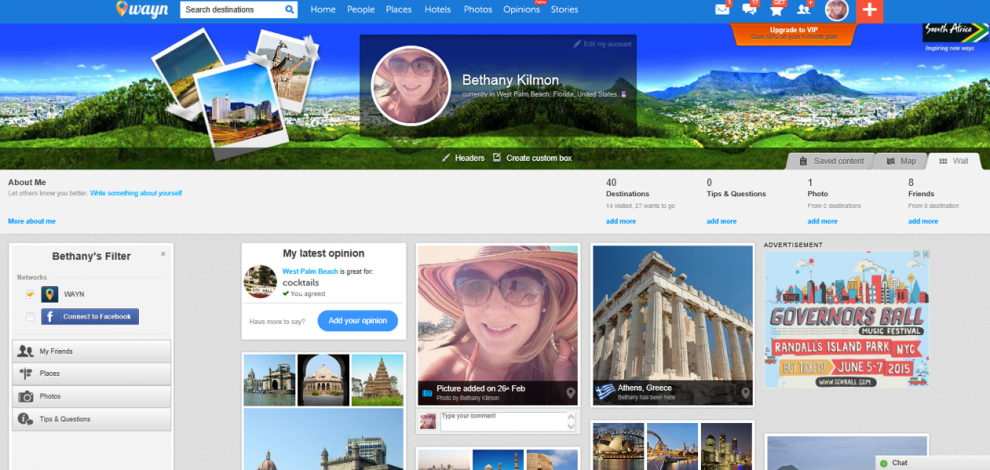 wayn
Search destinations
Home People Places Hotels Photos Opinions New Stories
GET
Upgrade to VIP
South Africa
Inspiring new ways
Edit my account
Bethany Kilmon
currently in West Palm Beach, Florida, United States
Headers Create custom box
Saved content Map Wall
About Me
Let others know you better. Write something about yourself
More about me
40
Destinations
14 visited, 27 wants to go
add more
0
Tips & Questions
add more
1
Photo
From 0 destinations
add more
8
Friends
From 0 destination
add more
Bethany's Filter
Networks
WAYN
Connect to Facebook
My Friends
Places
Photos
Tips & Questions
My latest opinion
West Palm Beach is great for:
cocktails
You agreed
Have more to say? Add your opinion
Picture added on 26th Feb
Photo by Bethany Kilmon
Type your comment
Athens, Greece
Bethany has been here
ADVERTISEMENT
THE
GOVERNORS BALL
MUSIC FESTIVAL
RANDALL'S ISLAND PARK NYC
BUY TICKETS! JUNE 5-7 2015
WWW.GOVBALL.COM
Chat